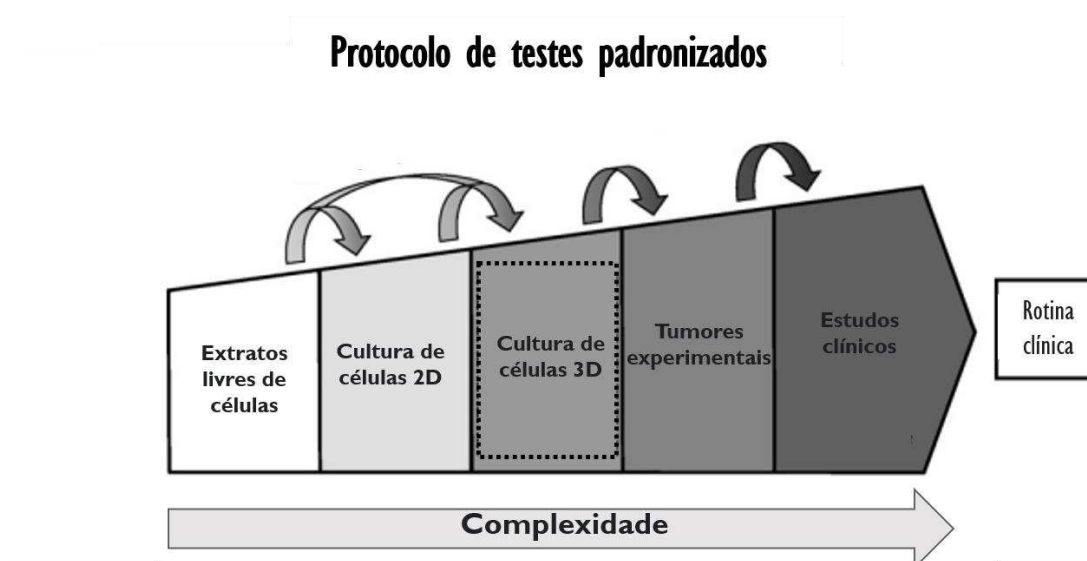 Protocolo de testes padronizados
Extratos
livres de
células
Cultura de
células 2D
Cultura de
células 3D
Tumores
experimentais
Estudos
clínicos
Rotina
clínica
Complexidade